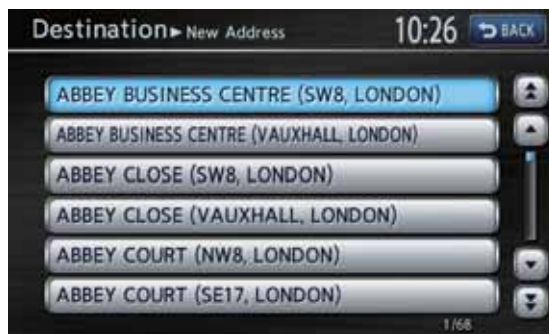 Destination ▸ New Address 10:26 BACK
ABBEY BUSINESS CENTRE (SW8, LONDON)
ABBEY BUSINESS CENTRE (VAUXHALL, LONDON)
ABBEY CLOSE (SW8, LONDON)
ABBEY CLOSE (VAUXHALL, LONDON)
ABBEY COURT (NW8, LONDON)
ABBEY COURT (SE17, LONDON)
1/68